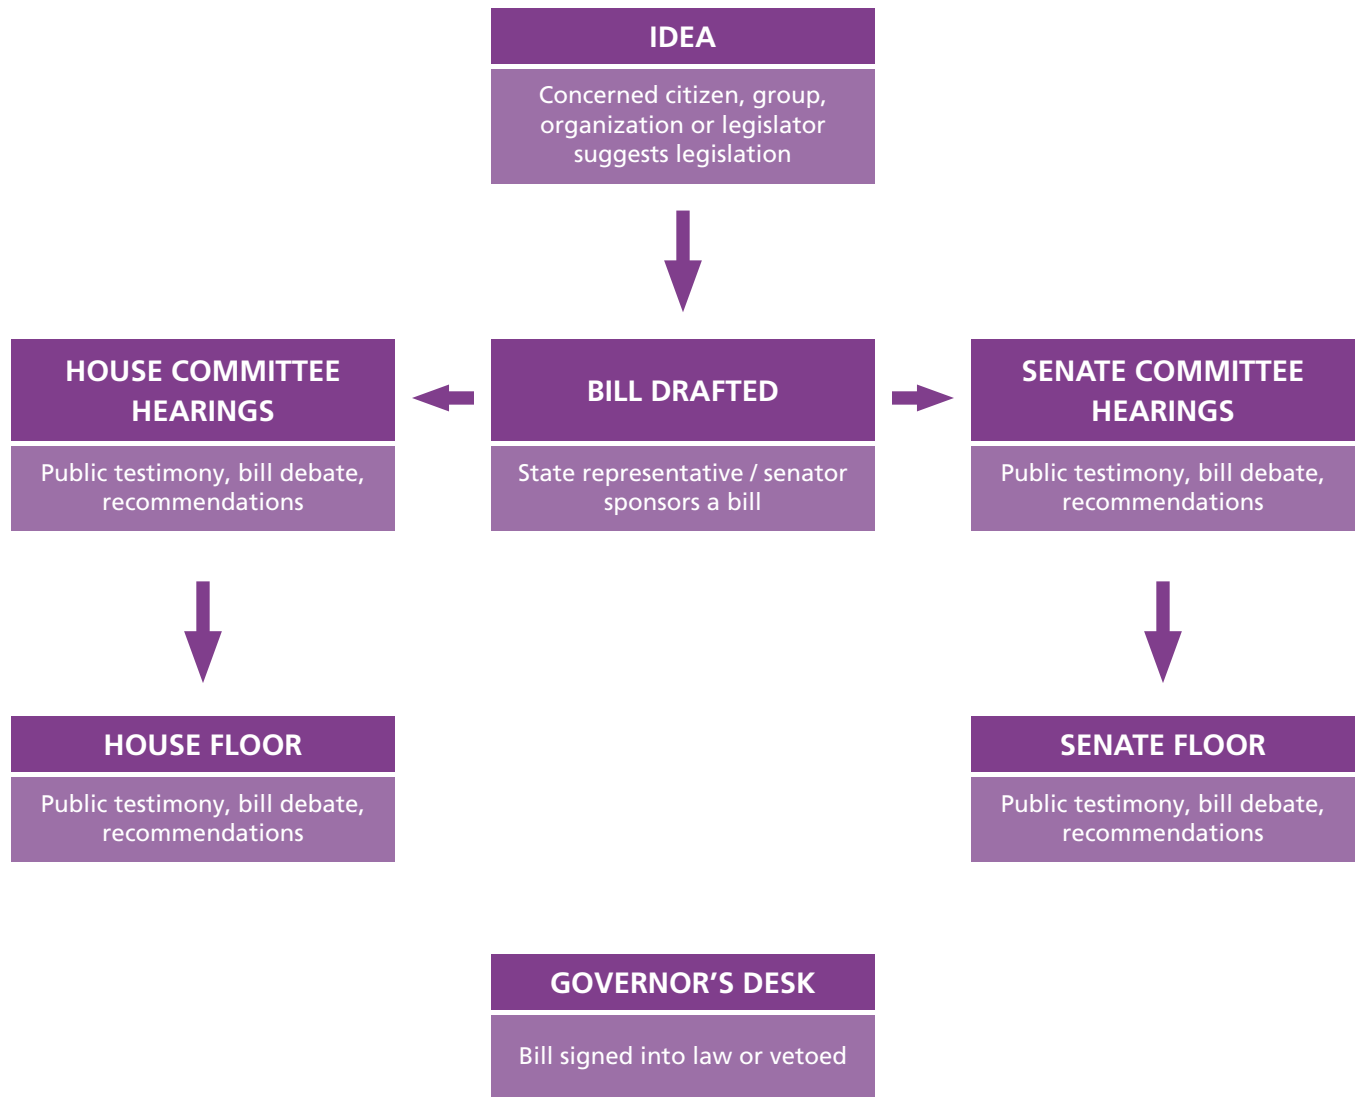 IDEA
Concerned citizen, group,
organization or legislator
suggests legislation
HOUSE COMMITTEE
HEARINGS
Public testimony, bill debate,
recommendations
BILL DRAFTED
State representative / senator
sponsors a bill
SENATE COMMITTEE
HEARINGS
Public testimony, bill debate,
recommendations
HOUSE FLOOR
Public testimony, bill debate,
recommendations
SENATE FLOOR
Public testimony, bill debate,
recommendations
GOVERNOR’S DESK
Bill signed into law or vetoed